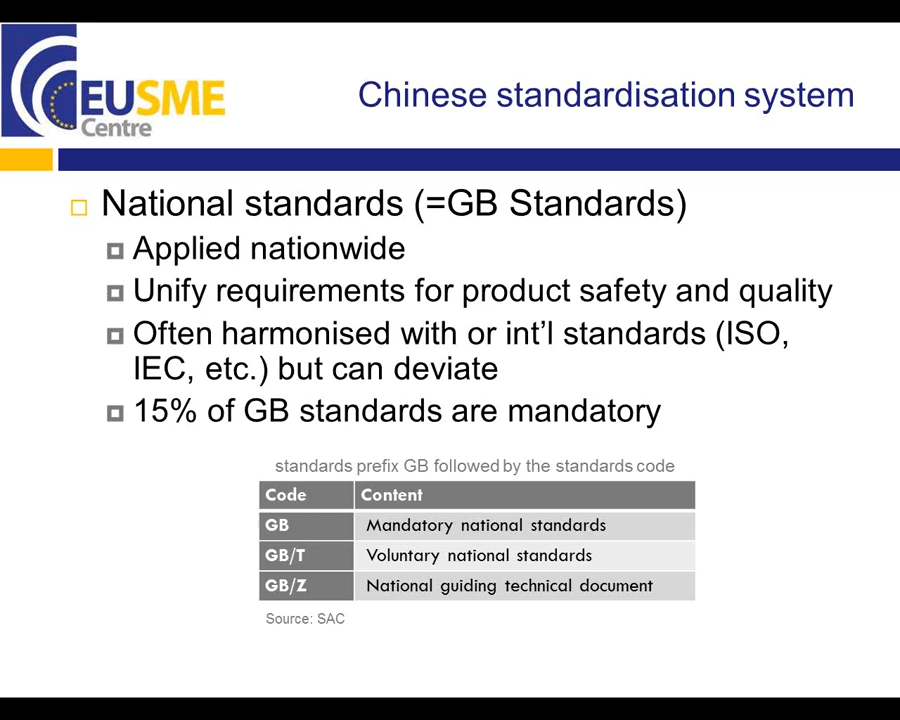 EUSME
Centre
Chinese standardisation system
National standards (=GB Standards)
Applied nationwide
Unify requirements for product safety and quality
Often harmonised with or int’l standards (ISO,
IEC, etc.) but can deviate
15% of GB standards are mandatory
standards prefix GB followed by the standards code
Code Content
GB Mandatory national standards
GB/T Voluntary national standards
GB/Z National guiding technical document
Source: SAC